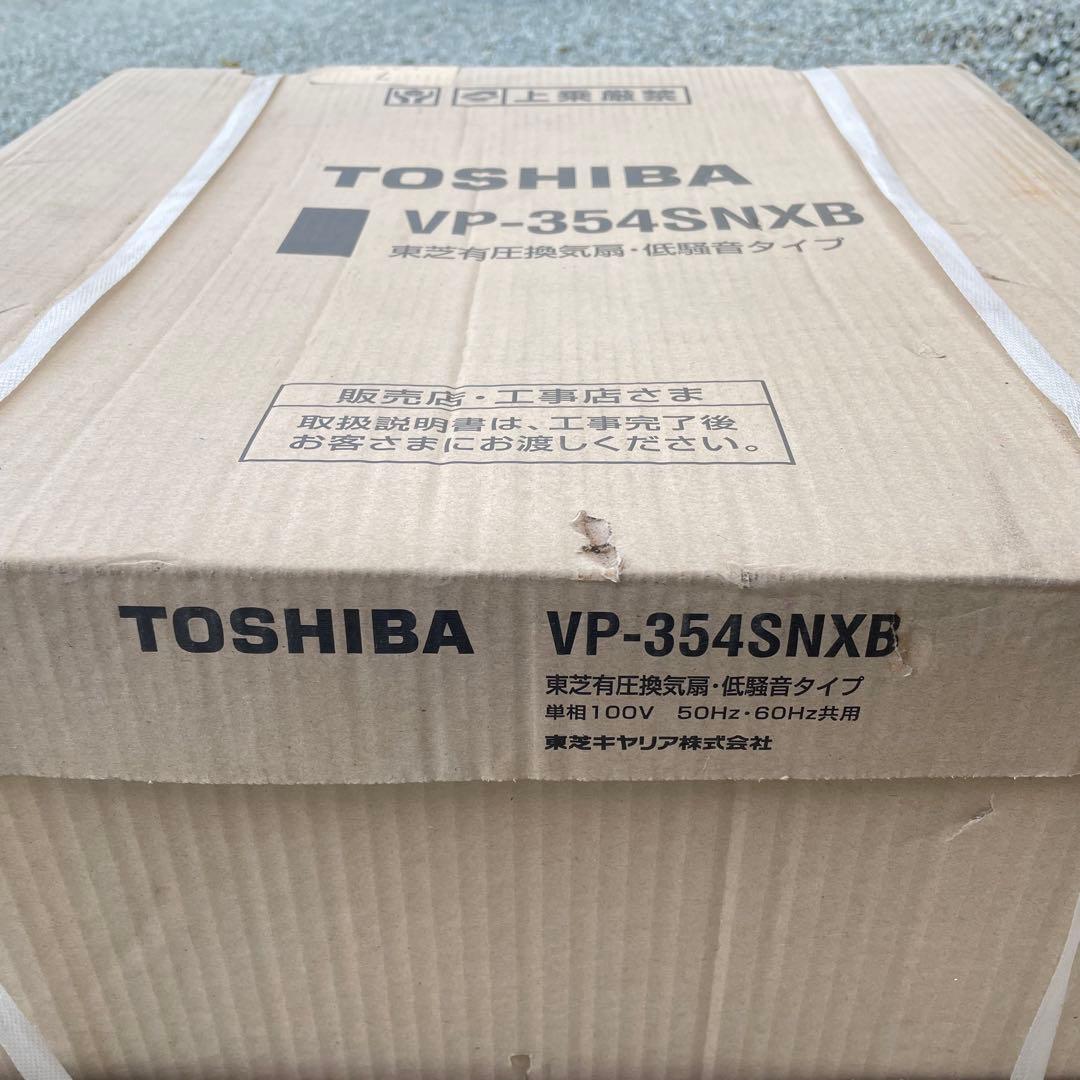 上乗厳禁
TOSHIBA
VP-354SNXB
東芝有圧換気扇・低騒音タイプ
販売店・工事店さま
取扱説明書は、工事完了後
お客さまにお渡しください。
TOSHIBA VP-354SNXB
東芝有圧換気扇・低騒音タイプ
単相100V 50Hz・60Hz共用
東芝キヤリア株式会社